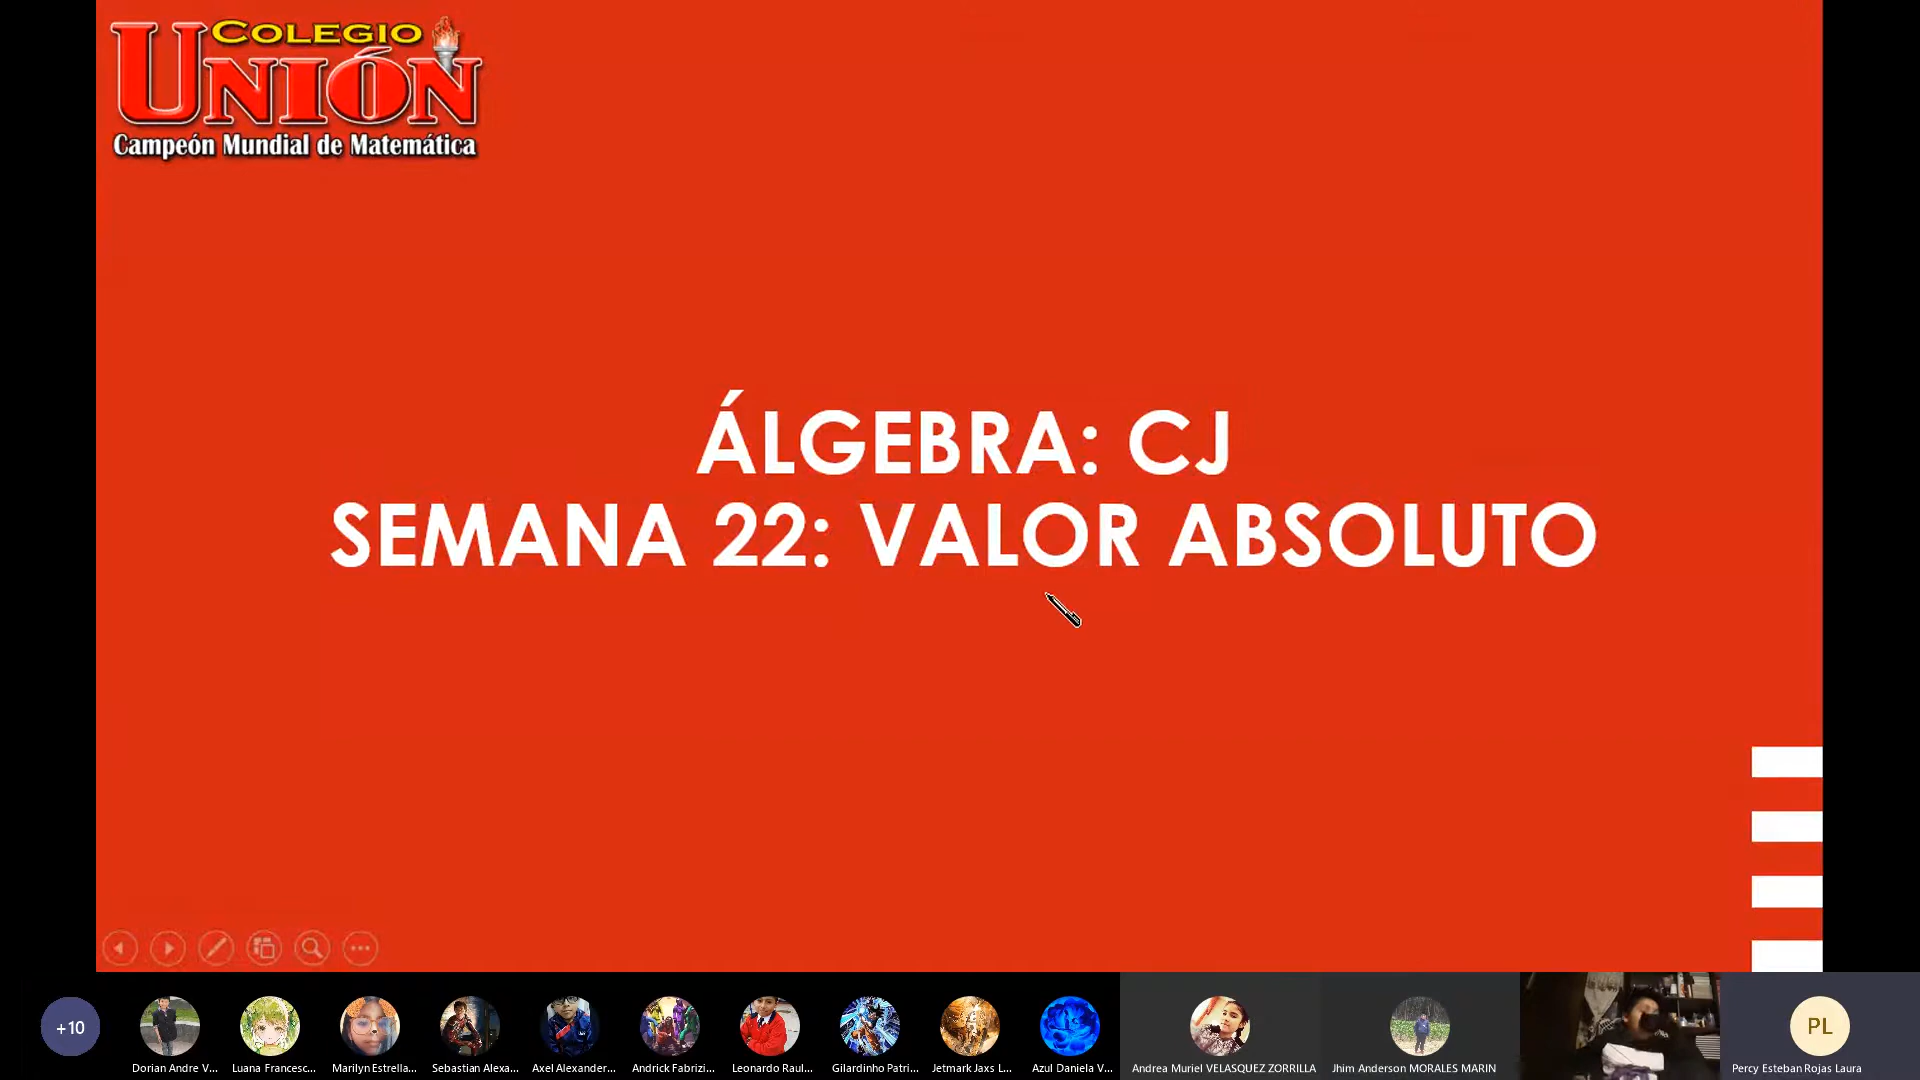 COLEGIO
UNIÓN
Campeón Mundial de Matemática
ÁLGEBRA: CJ
SEMANA 22: VALOR ABSOLUTO
+10
Dorian Andre V...
Luana Francesc...
Marilyn Estrella...
Sebastian Alexa...
Axel Alexander...
Andrick Fabrizi...
Leonardo Raul...
Gilardinho Patri...
Jetmark Jaxs L...
Azul Daniela V...
Andrea Muriel VELASQUEZ ZORRILLA
Jhim Anderson MORALES MARIN
PL
Percy Esteban Rojas Laura